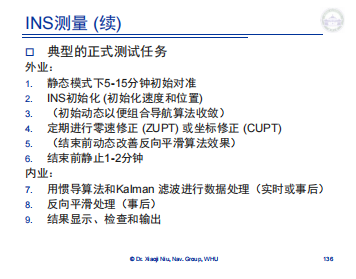 INS测量 (续)
□ 典型的正式测试任务
外业：
1. 静态模式下5-15分钟初始对准
2. INS初始化 (初始化速度和位置)
3. （初始动态以便组合导航算法收敛）
4. 定期进行零速修正 (ZUPT) 或坐标修正 (CUPT)
5. （结束前动态改善反向平滑算法效果）
6. 结束前静止1-2分钟
内业：
7. 用惯导算法和Kalman 滤波进行数据处理（实时或事后）
8. 反向平滑处理（事后）
9. 结果显示、检查和输出
© Dr. Xiaoji Niu, Nav. Group, WHU 136